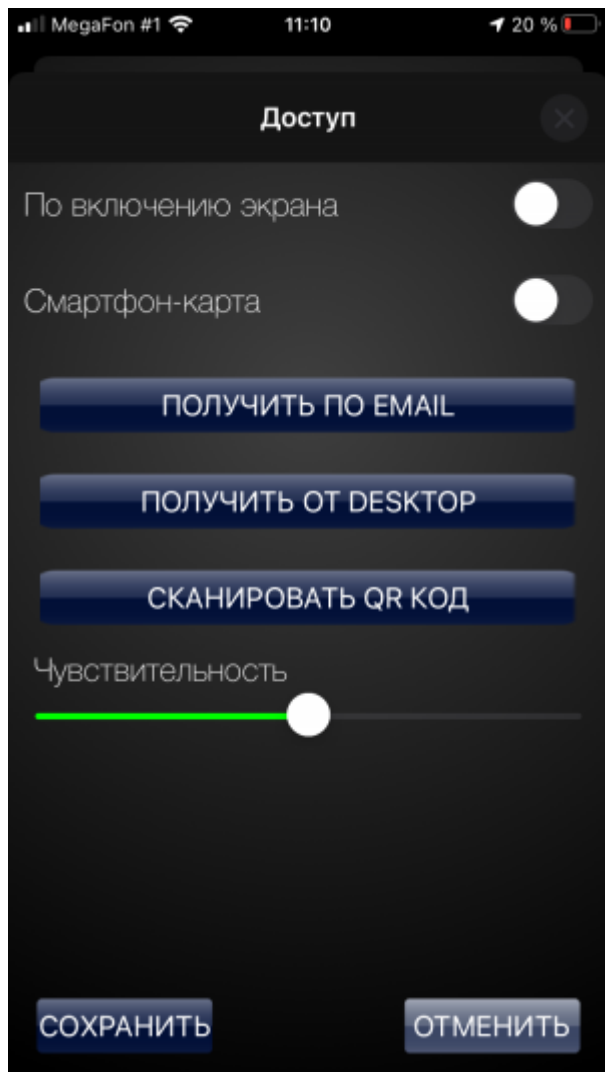 MegaFon #1 11:10 20 %
Доступ
По включению экрана
Смартфон-карта
ПОЛУЧИТЬ ПО EMAIL
ПОЛУЧИТЬ ОТ DESKTOP
СКАНИРОВАТЬ QR КОД
Чувствительность
СОХРАНИТЬ ОТМЕНИТЬ